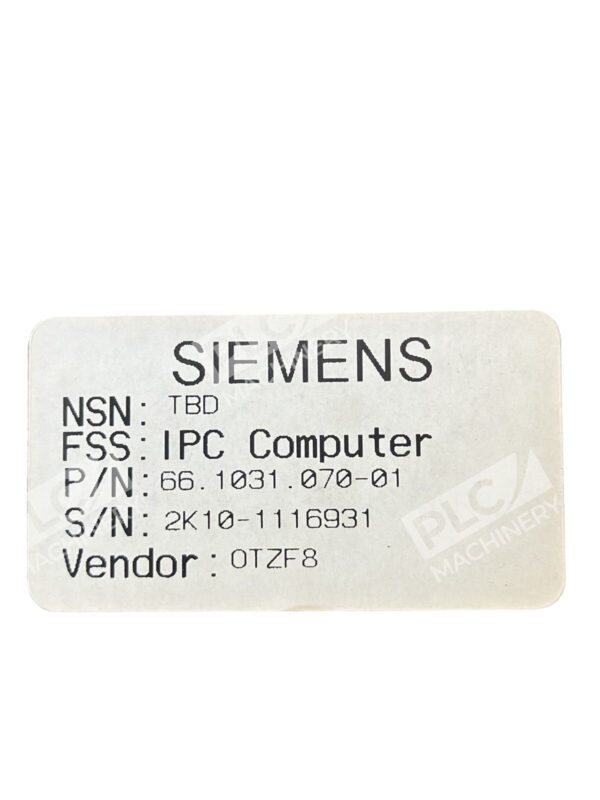 SIEMENS
NSN: TBD
FSS: IPC Computer
P/N: 66.1031.070-01
S/N: 2K10-1116931
Vendor: OTZF8
PLC MACHINERY
PLC MACHINERY